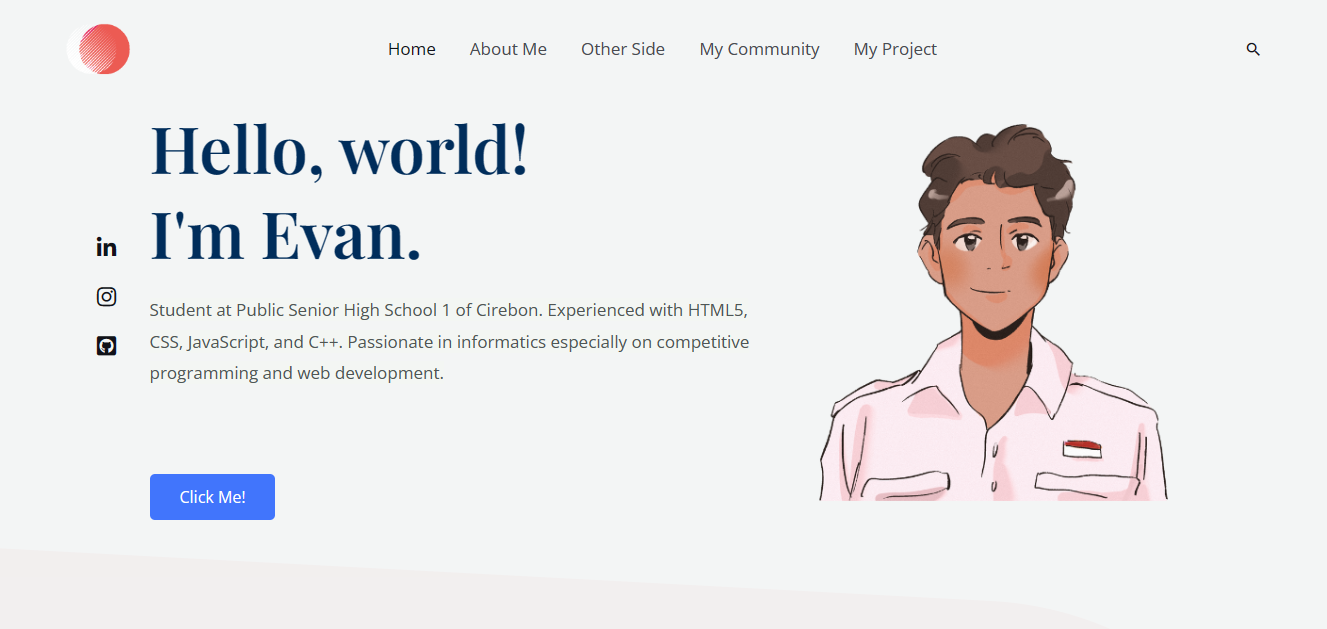 Home About Me Other Side My Community My Project
Hello, world!
I'm Evan.
in
Student at Public Senior High School 1 of Cirebon. Experienced with HTML5,
CSS, JavaScript, and C++. Passionate in informatics especially on competitive
programming and web development.
Click Me!